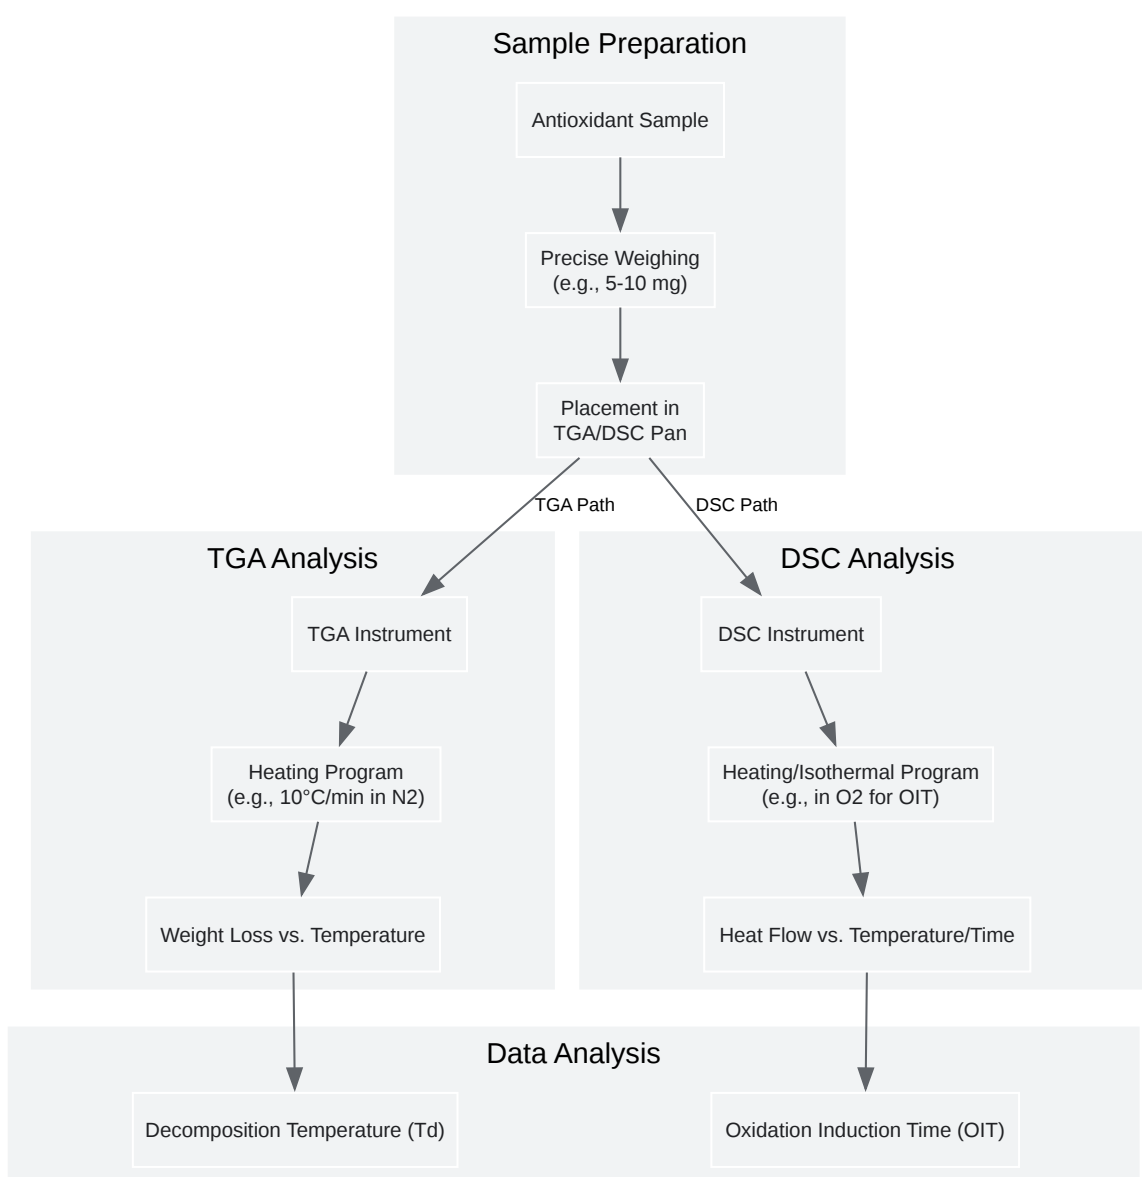 Sample Preparation
Antioxidant Sample
Precise Weighing
(e.g., 5-10 mg)
Placement in
TGA/DSC Pan
TGA Path
DSC Path
TGA Analysis
TGA Instrument
Heating Program
(e.g., 10°C/min in N2)
Weight Loss vs. Temperature
DSC Analysis
DSC Instrument
Heating/Isothermal Program
(e.g., in O2 for OIT)
Heat Flow vs. Temperature/Time
Data Analysis
Decomposition Temperature (Td)
Oxidation Induction Time (OIT)